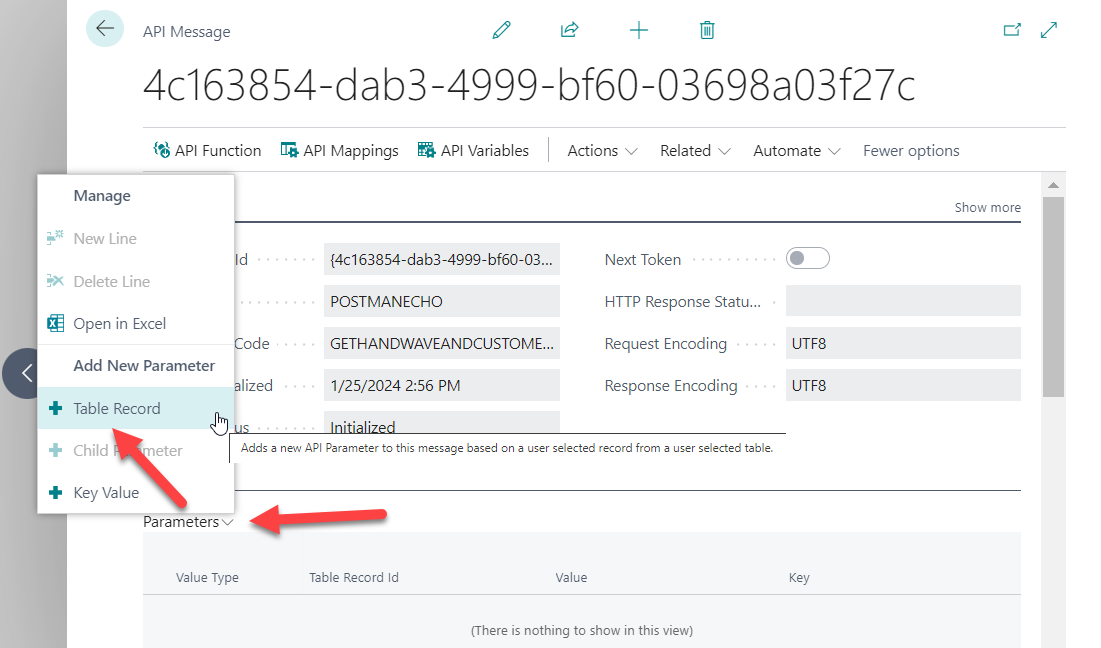 API Message
4c163854-dab3-4999-bf60-03698a03f27c
API Function API Mappings API Variables Actions Related Automate Fewer options
Show more
Manage
New Line
Delete Line
Open in Excel
Add New Parameter
Table Record
Child Parameter
Key Value
Id {4c163854-dab3-4999-bf60-03...
POSTMANECHO
Code GETHANDWAVEANDCUSTOME...
alized 1/25/2024 2:56 PM
us Initialized
Next Token
HTTP Response Statu...
Request Encoding UTF8
Response Encoding UTF8
Adds a new API Parameter to this message based on a user selected record from a user selected table.
Parameters
Value Type Table Record Id Value Key
(There is nothing to show in this view)